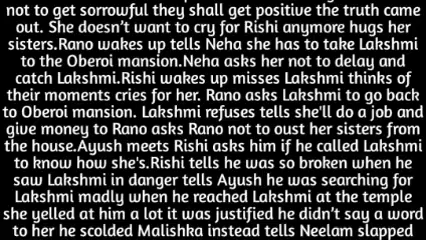 not to get sorrowful they shall get positive the truth came
out. She doesn't want to cry for Rishi anymore hugs her
sisters.Rano wakes up tells Neha she has to take Lakshmi
to the Oberoi mansion.Neha asks her not to delay and
catch Lakshmi.Rishi wakes up misses Lakshmi thinks of
their moments cries for her. Rano asks Lakshmi to go back
to Oberoi mansion. Lakshmi refuses tells she'll do a job and
give money to Rano asks Rano not to oust her sisters from
the house.Ayush meets Rishi asks him if he called Lakshmi
to know how she's.Rishi tells he was so broken when he
saw Lakshmi in danger tells Ayush he was searching for
Lakshmi madly when he reached Lakshmi at the temple
she yelled at him a lot it was justified he didn't say a word
to her he scolded Malishka instead tells Neelam slapped